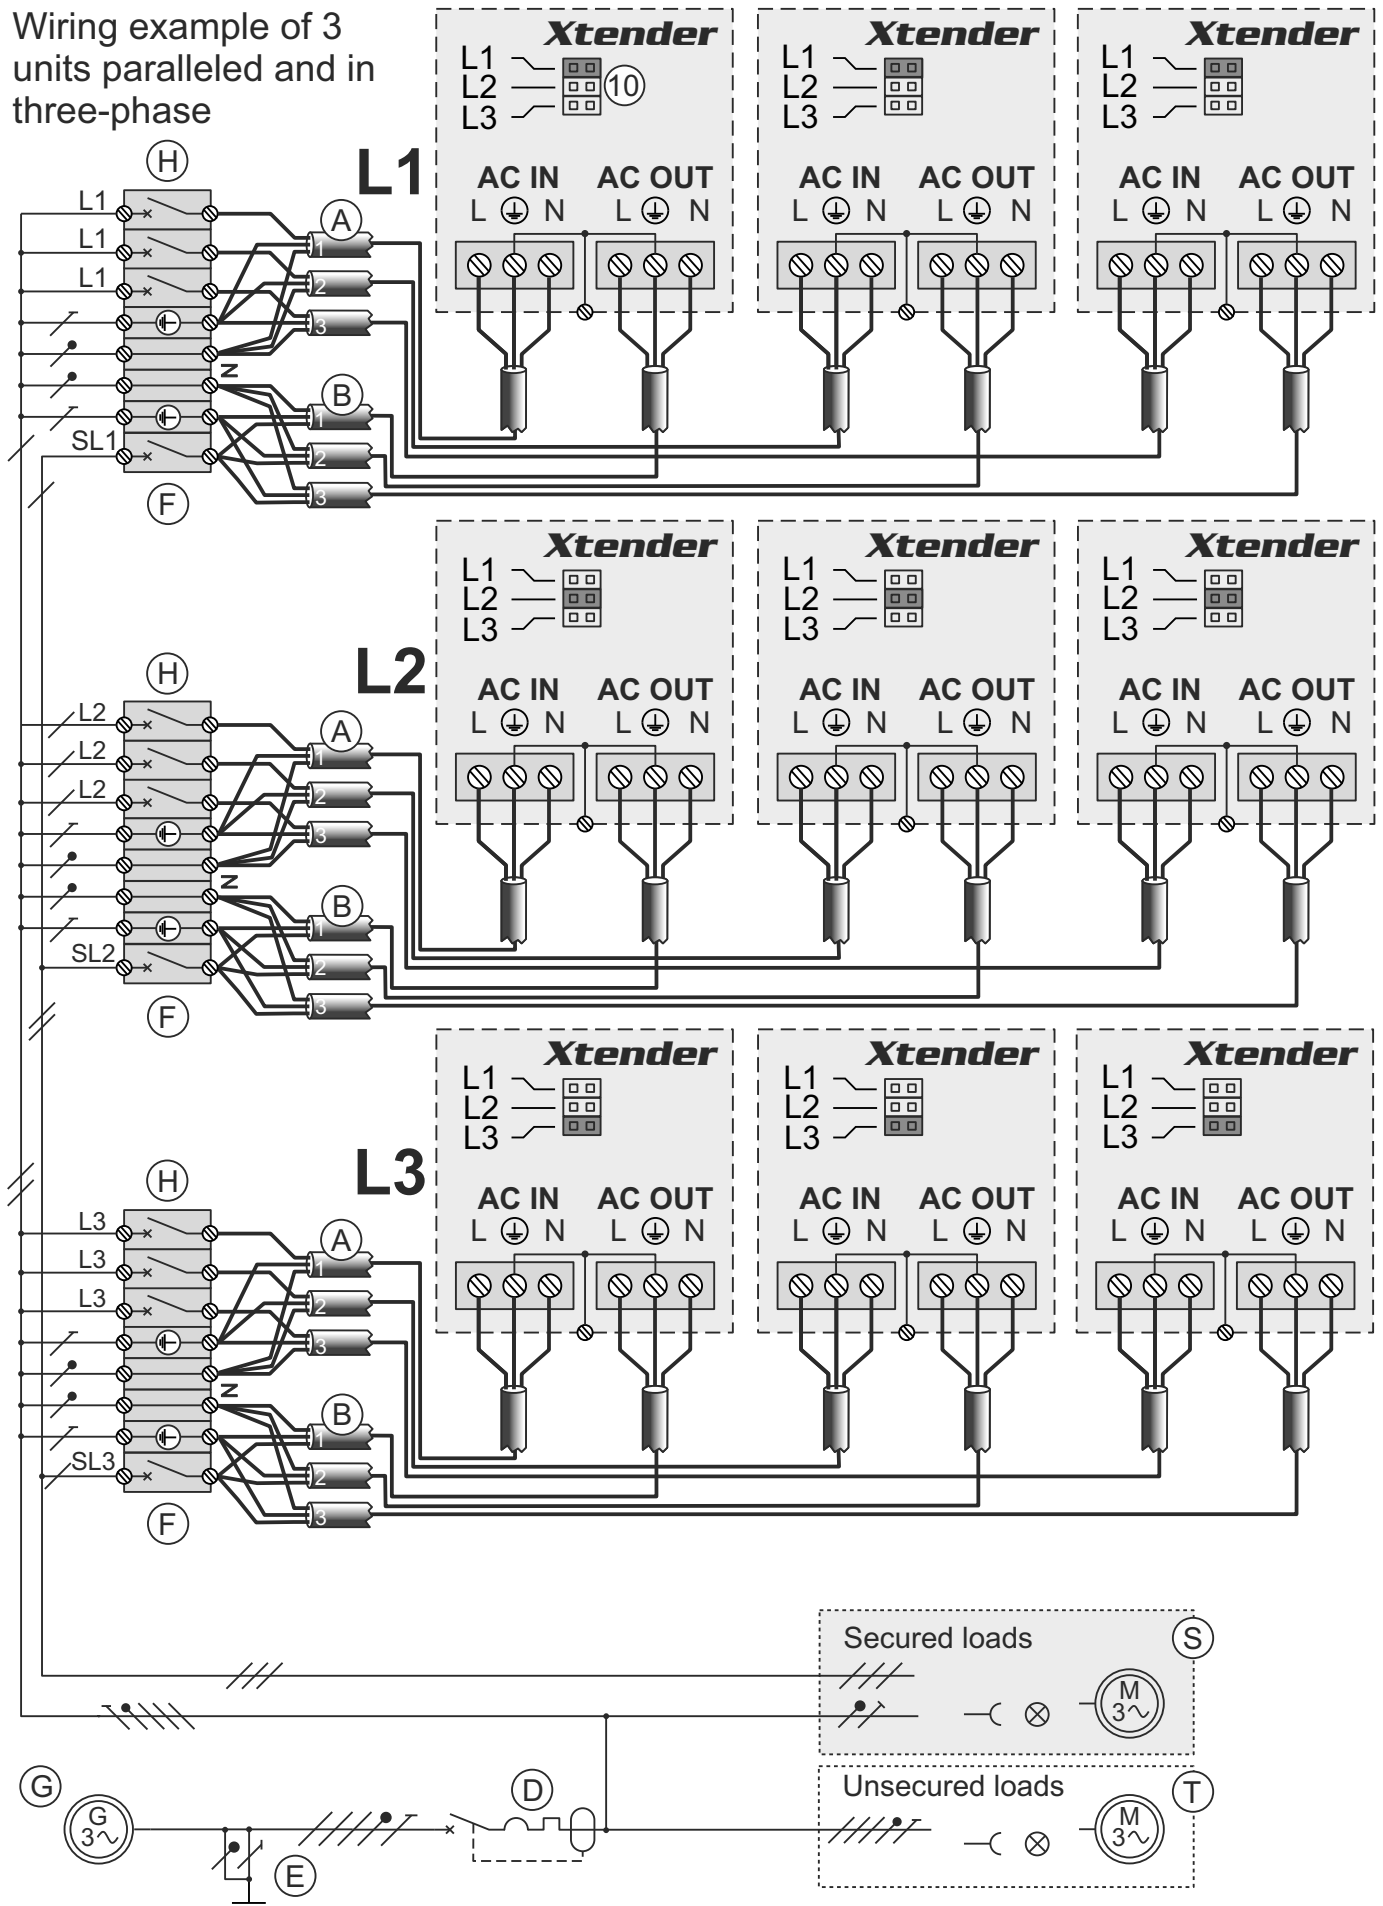 Wiring example of 3
units paralleled and in
three-phase
Xtender Xtender Xtender
L1 L1 L1
L2 10 L2 L2
L3 L3 L3
H
L1
AC IN AC OUT AC IN AC OUT AC IN AC OUT
L N L N L N L N L N L N
L1
L1
L1
A
1
2
3
N
B
1
2
3
SL1
F
Xtender Xtender Xtender
L1 L1 L1
L2 L2 L2
L3 L3 L3
H
L2
AC IN AC OUT AC IN AC OUT AC IN AC OUT
L N L N L N L N L N L N
L2
L2
L2
A
1
2
3
N
B
1
2
3
SL2
F
Xtender Xtender Xtender
L1 L1 L1
L2 L2 L2
L3 L3 L3
H
L3
AC IN AC OUT AC IN AC OUT AC IN AC OUT
L N L N L N L N L N L N
L3
L3
L3
A
1
2
3
N
B
1
2
3
SL3
F
Secured loads S
M
3
G
G
3
E
D
Unsecured loads T
M
3